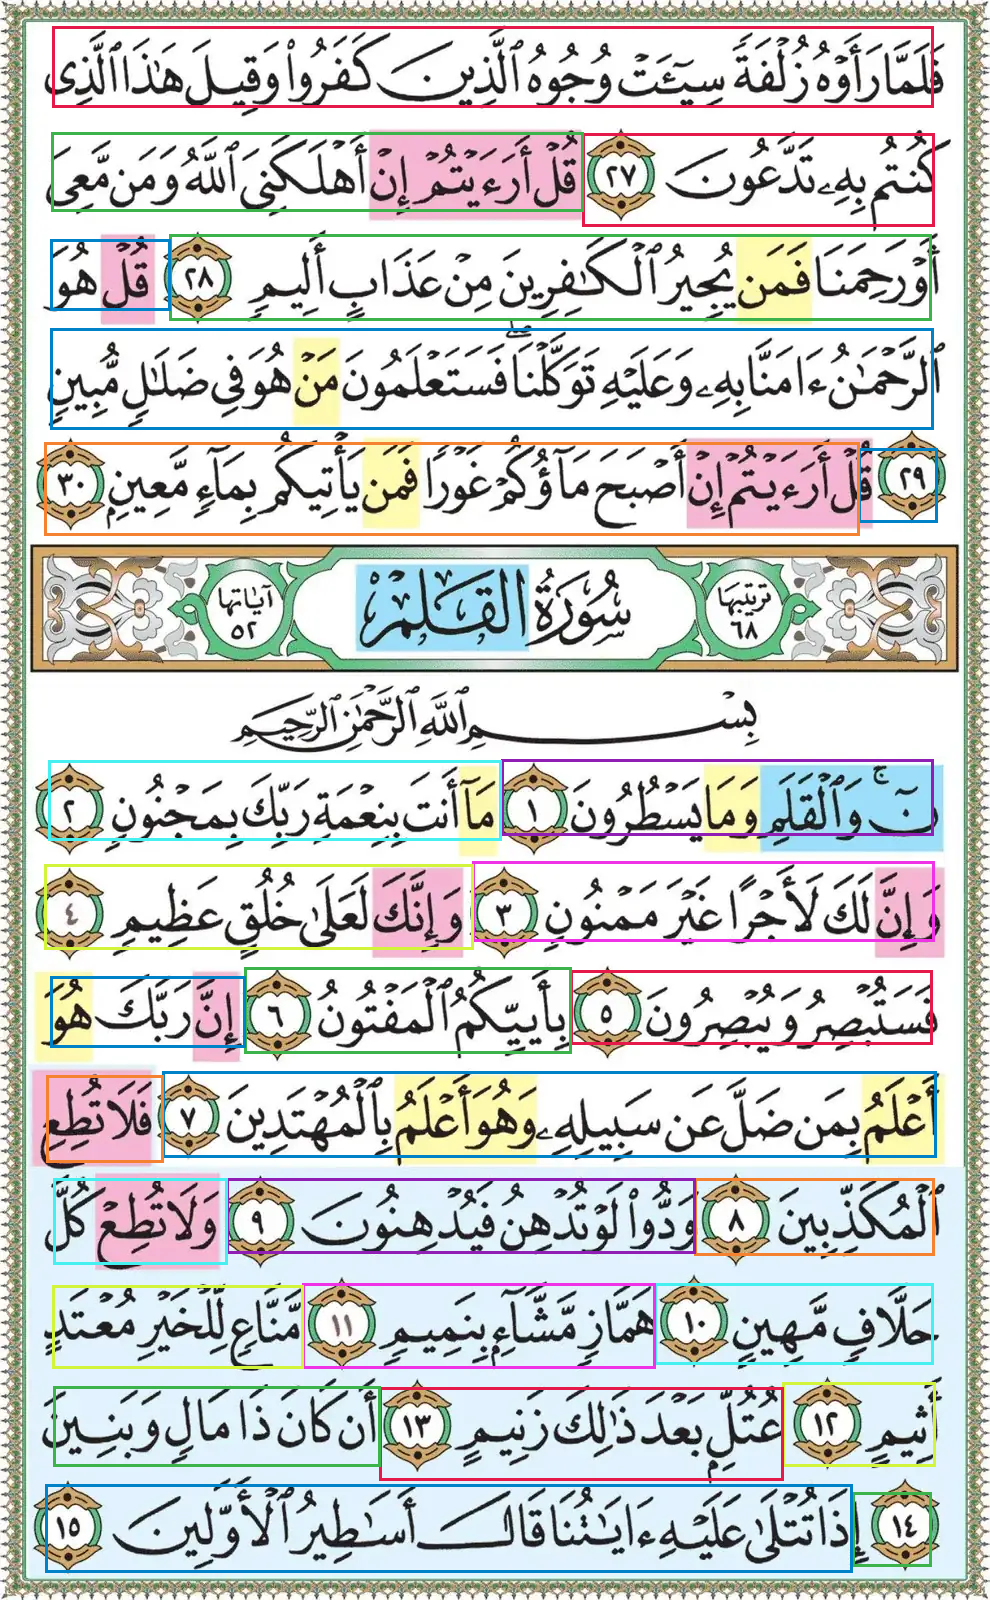 فَلَمَّا رَأَوْهُ زُلْفَةً سِيٓـَٔتْ وُجُوهُ ٱلَّذِينَ كَفَرُوا۟ وَقِيلَ هَـٰذَا ٱلَّذِى
كُنتُم بِهِۦ تَدَّعُونَ ٢٧ قُلْ أَرَءَيْتُمْ إِنْ أَهْلَكَنِىَ ٱللَّهُ وَمَن مَّعِىَ
أَوْ رَحِمَنَا فَمَن يُجِيرُ ٱلْكَـٰفِرِينَ مِنْ عَذَابٍ أَلِيمٍ ٢٨ قُلْ هُوَ
ٱلرَّحْمَـٰنُ ءَامَنَّا بِهِۦ وَعَلَيْهِ تَوَكَّلْنَا ۖ فَسَتَعْلَمُونَ مَنْ هُوَ فِى ضَلَـٰلٍ مُّبِينٍ
٢٩ قُلْ أَرَءَيْتُمْ إِنْ أَصْبَحَ مَآؤُكُمْ غَوْرًا فَمَن يَأْتِيكُم بِمَآءٍ مَّعِينٍۭ ٣٠
ترتيبها ٦٨ سُورَةُ القَلَمْ آياتها ٥٢
بِسْمِ ٱللَّهِ ٱلرَّحْمَـٰنِ ٱلرَّحِيمِ
نٓ ۚ وَٱلْقَلَمِ وَمَا يَسْطُرُونَ ١ مَآ أَنتَ بِنِعْمَةِ رَبِّكَ بِمَجْنُونٍ ٢
وَإِنَّ لَكَ لَأَجْرًا غَيْرَ مَمْنُونٍ ٣ وَإِنَّكَ لَعَلَىٰ خُلُقٍ عَظِيمٍ ٤
فَسَتُبْصِرُ وَيُبْصِرُونَ ٥ بِأَييِّكُمُ ٱلْمَفْتُونُ ٦ إِنَّ رَبَّكَ هُوَ
أَعْلَمُ بِمَن ضَلَّ عَن سَبِيلِهِۦ وَهُوَ أَعْلَمُ بِٱلْمُهْتَدِينَ ٧ فَلَا تُطِعِ
ٱلْمُكَذِّبِينَ ٨ وَدُّوا۟ لَوْ تُدْهِنُ فَيُدْهِنُونَ ٩ وَلَا تُطِعْ كُلَّ
حَلَّافٍ مَّهِينٍ ١٠ هَمَّازٍ مَّشَّآءٍۭ بِنَمِيمٍ ١١ مَّنَّاعٍ لِّلْخَيْرِ مُعْتَدٍ
أَثِيمٍ ١٢ عُتُلٍّۭ بَعْدَ ذَٰلِكَ زَنِيمٍ ١٣ أَن كَانَ ذَا مَالٍ وَبَنِينَ
١٤ إِذَا تُتْلَىٰ عَلَيْهِ ءَايَـٰتُنَا قَالَ أَسَـٰطِيرُ ٱلْأَوَّلِينَ ١٥